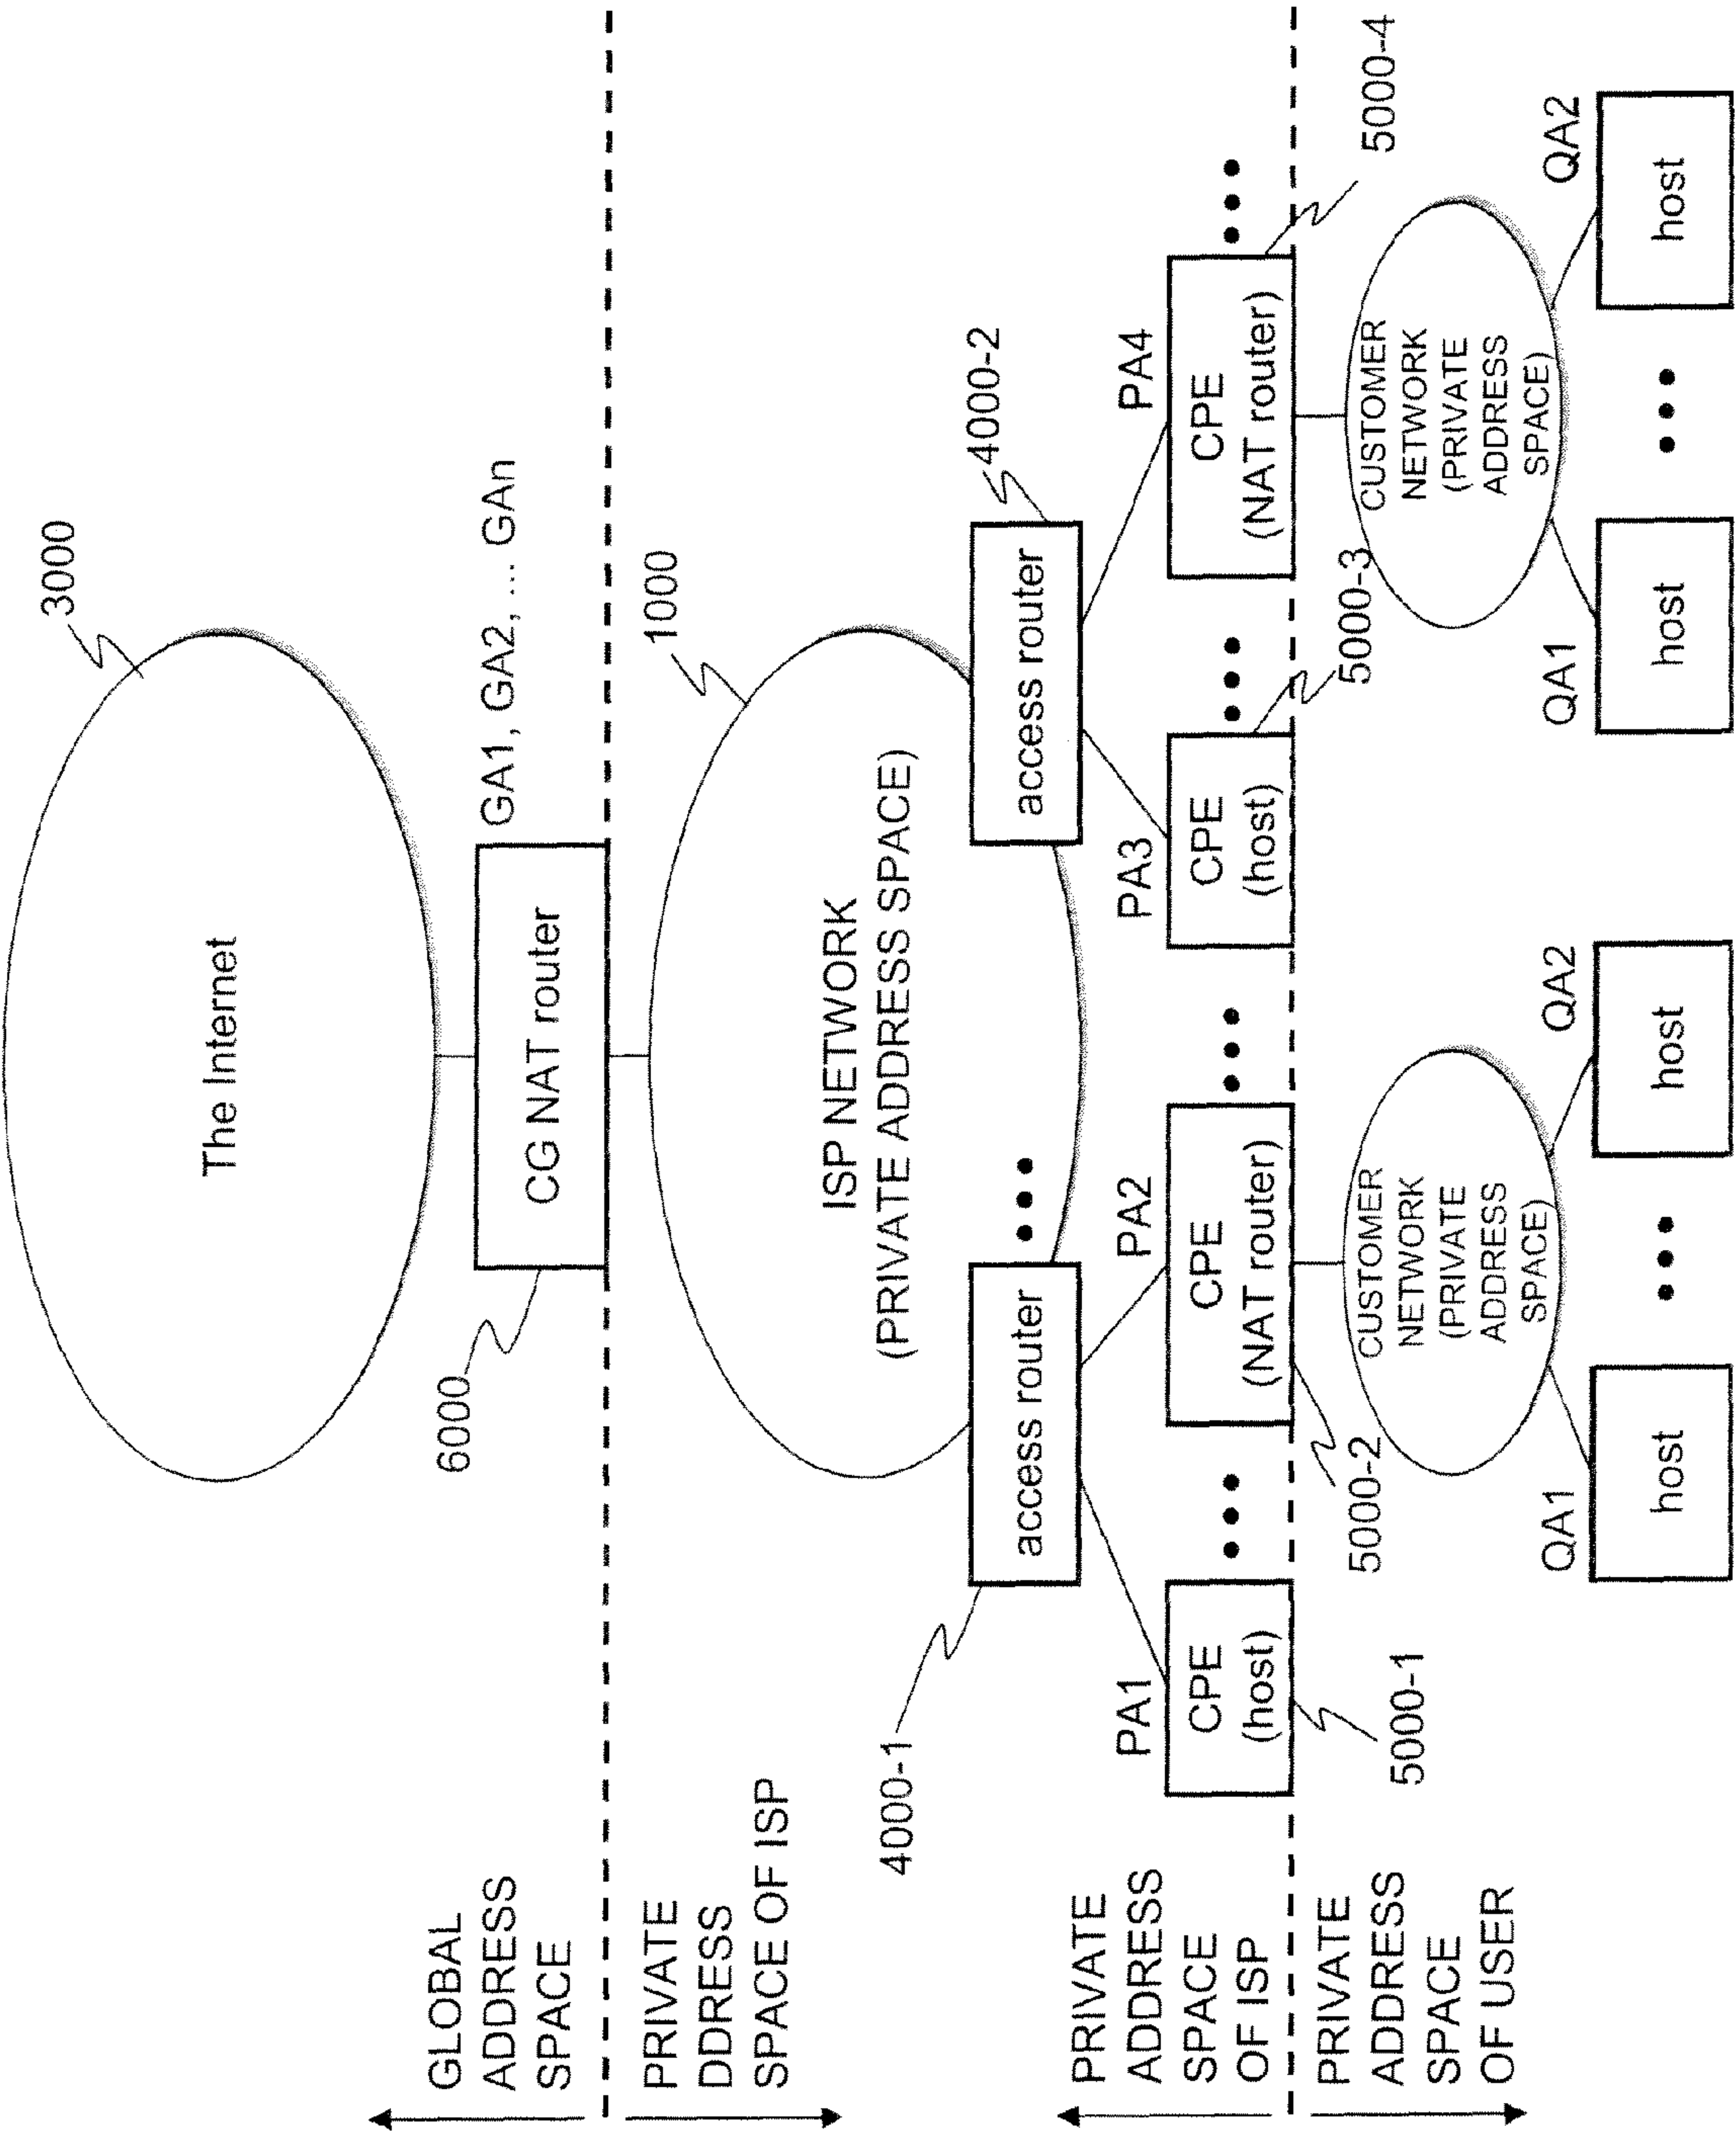 3000
The Internet
GLOBAL
ADDRESS
SPACE
6000
CG NAT router
GA1, GA2, ... GAn
PRIVATE
DDRESS
SPACE OF ISP
1000
ISP NETWORK
(PRIVATE ADDRESS SPACE)
4000-1
access router
access router
4000-2
PRIVATE
ADDRESS
SPACE
OF ISP
PA1
PA2
PA3
PA4
CPE
(host)
CPE
(NAT router)
CPE
(host)
CPE
(NAT router)
5000-1
5000-2
5000-3
5000-4
PRIVATE
ADDRESS
SPACE
OF USER
CUSTOMER
NETWORK
(PRIVATE
ADDRESS
SPACE)
CUSTOMER
NETWORK
(PRIVATE
ADDRESS
SPACE)
QA1
QA2
QA1
QA2
host
host
host
host